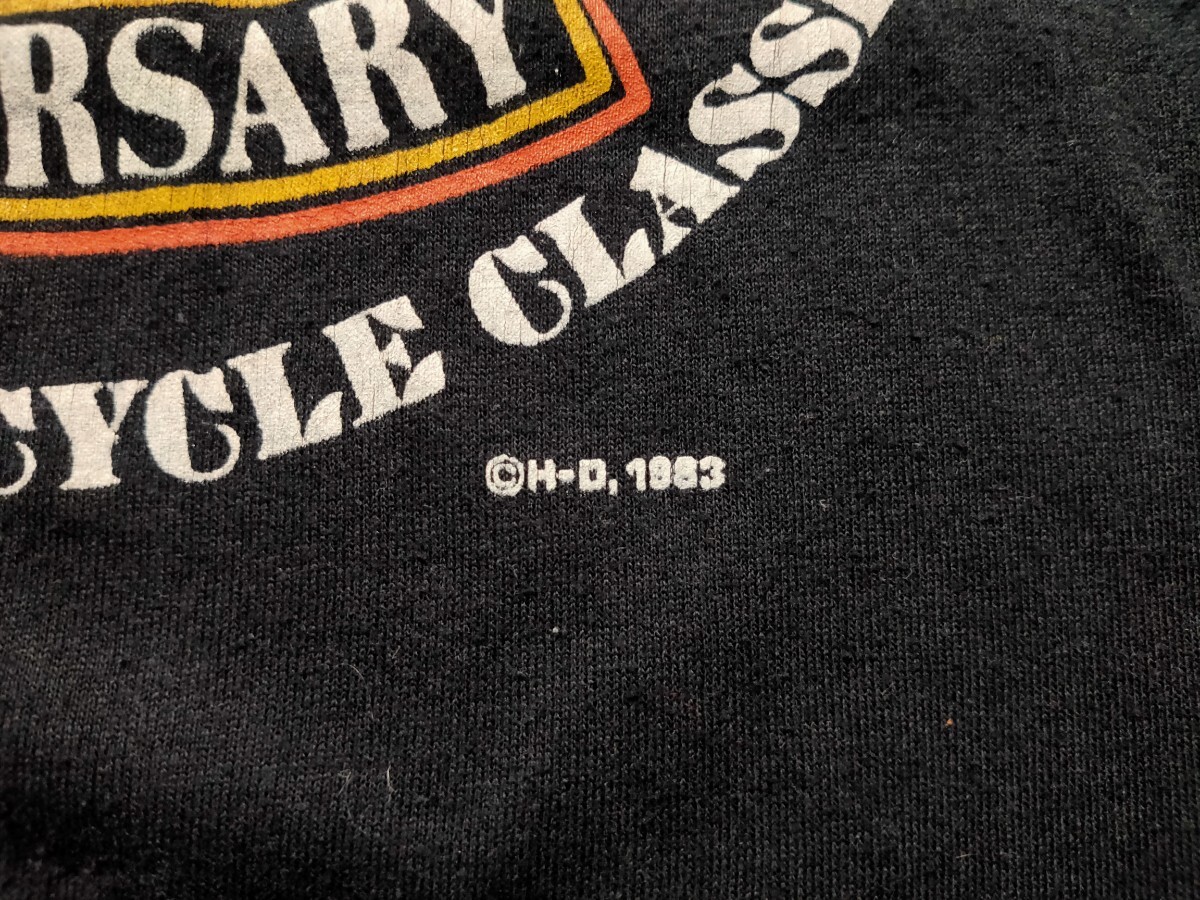 RSARY
CYCLE CLASS
©H-D, 1983